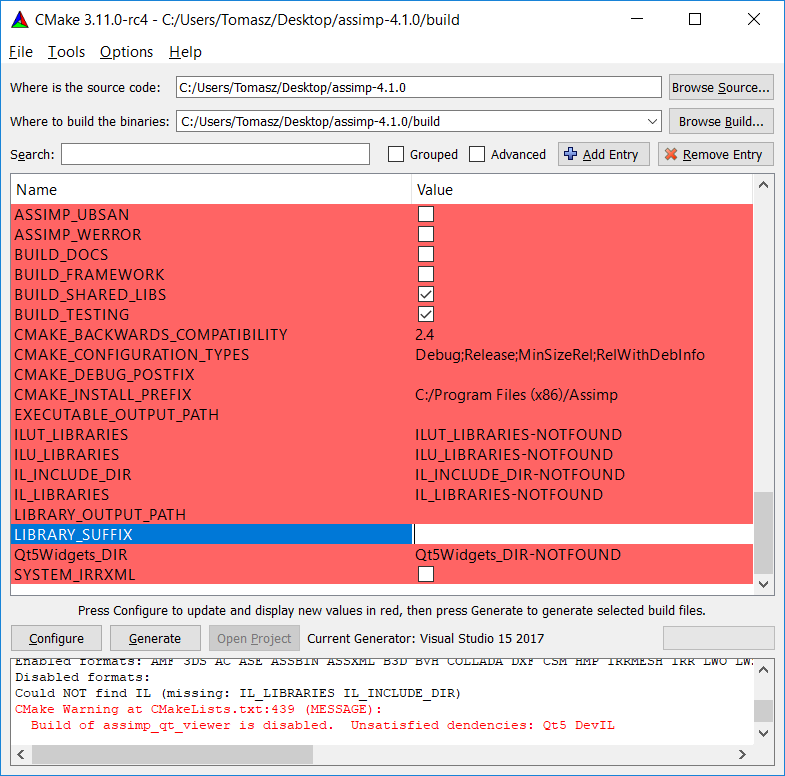 CMake 3.11.0-rc4 - C:/Users/Tomasz/Desktop/assimp-4.1.0/build
File Tools Options Help
Where is the source code: C:/Users/Tomasz/Desktop/assimp-4.1.0 Browse Source...
Where to build the binaries: C:/Users/Tomasz/Desktop/assimp-4.1.0/build Browse Build...
Search: Grouped Advanced Add Entry Remove Entry
Name Value
ASSIMP_UBSAN
ASSIMP_WERROR
BUILD_DOCS
BUILD_FRAMEWORK
BUILD_SHARED_LIBS
BUILD_TESTING
CMAKE_BACKWARDS_COMPATIBILITY 2.4
CMAKE_CONFIGURATION_TYPES Debug;Release;MinSizeRel;RelWithDebInfo
CMAKE_DEBUG_POSTFIX
CMAKE_INSTALL_PREFIX C:/Program Files (x86)/Assimp
EXECUTABLE_OUTPUT_PATH
ILUT_LIBRARIES ILUT_LIBRARIES-NOTFOUND
ILU_LIBRARIES ILU_LIBRARIES-NOTFOUND
IL_INCLUDE_DIR IL_INCLUDE_DIR-NOTFOUND
IL_LIBRARIES IL_LIBRARIES-NOTFOUND
LIBRARY_OUTPUT_PATH
LIBRARY_SUFFIX
Qt5Widgets_DIR Qt5Widgets_DIR-NOTFOUND
SYSTEM_IRRXML
Press Configure to update and display new values in red, then press Generate to generate selected build files.
Configure Generate Open Project Current Generator: Visual Studio 15 2017
Enabled formats: AMF 3DS AC ASE ASSBIN ASSXML B3D BVH COLLADA DXF CSM HMP IRRMESH IRR LWO
Disabled formats:
Could NOT find IL (missing: IL_LIBRARIES IL_INCLUDE_DIR)
CMake Warning at CMakeLists.txt:439 (MESSAGE):
Build of assimp_qt_viewer is disabled. Unsatisfied dendencies: Qt5 DevIL